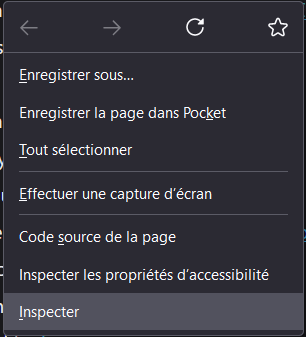 Enregistrer sous...
Enregistrer la page dans Pocket
Tout sélectionner
Effectuer une capture d'écran
Code source de la page
Inspecter les propriétés d'accessibilité
Inspecter